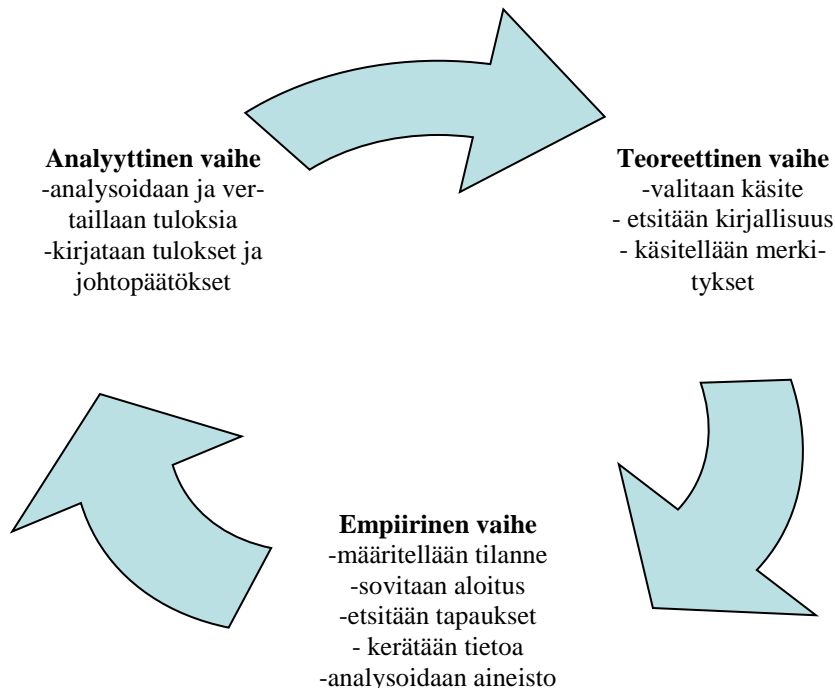 Analyyttinen vaihe
-analysoidaan ja ver-
taillaan tuloksia
-kirjataan tulokset ja
johtopäätökset
Teoreettinen vaihe
-valitaan käsite
- etsitään kirjallisuus
- käsitellään merki-
tykset
Empiirinen vaihe
-määritellään tilanne
-sovitaan aloitus
-etsitään tapaukset
- kerätään tietoa
-analysoidaan aineisto